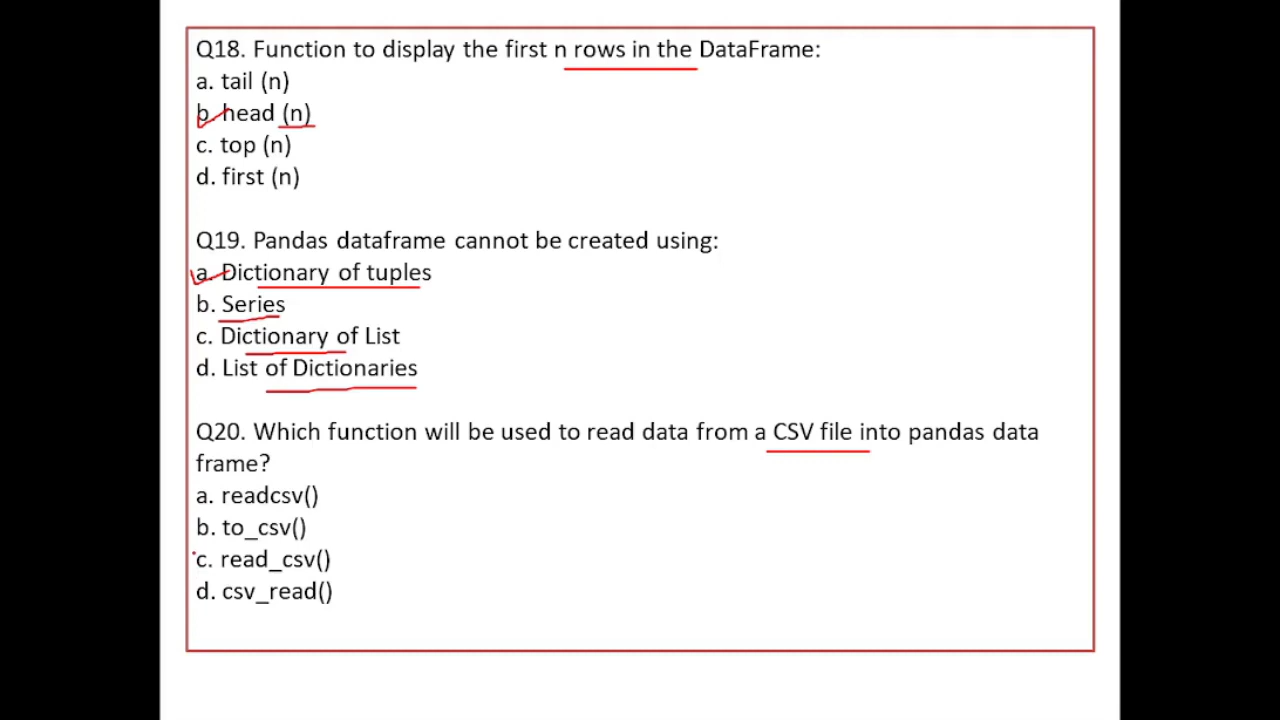 Q18. Function to display the first n rows in the DataFrame:
a. tail (n)
b. head (n)
c. top (n)
d. first (n)
Q19. Pandas dataframe cannot be created using:
a. Dictionary of tuples
b. Series
c. Dictionary of List
d. List of Dictionaries
Q20. Which function will be used to read data from a CSV file into pandas data
frame?
a. readcsv()
b. to_csv()
c. read_csv()
d. csv_read()